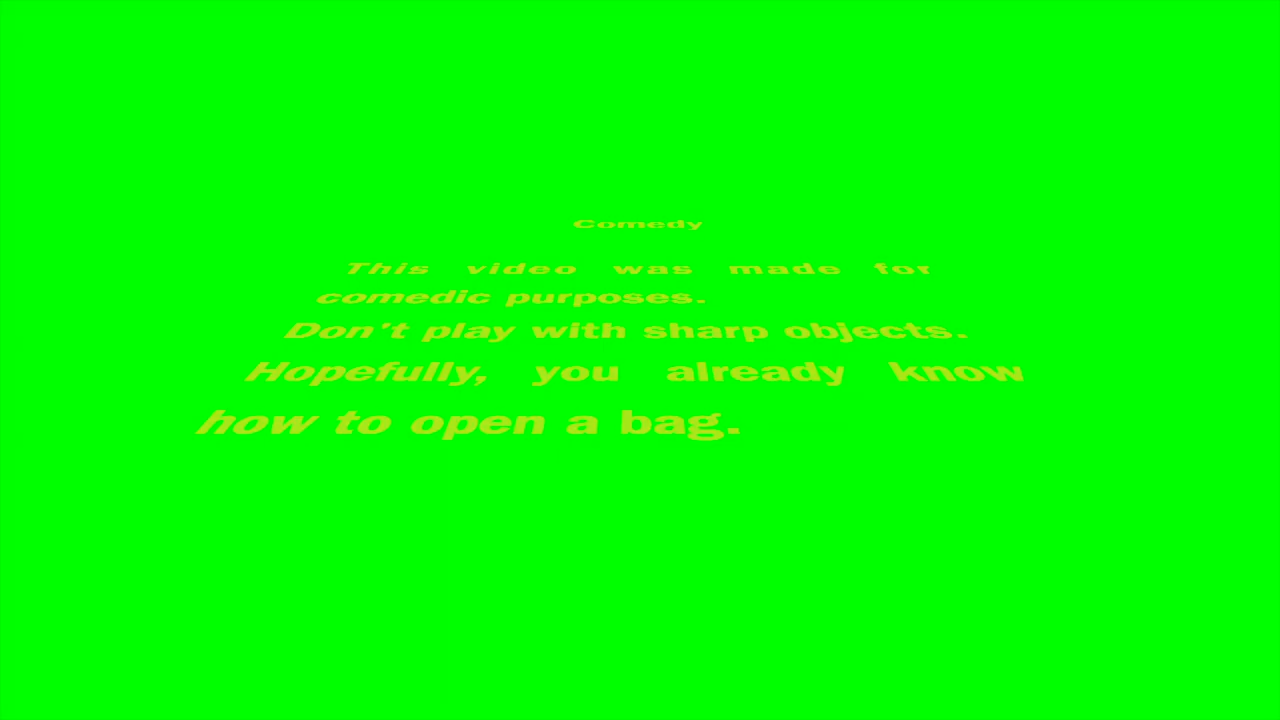 Comedy
This video was made for
comedic purposes.
Don't play with sharp objects.
Hopefully, you already know
how to open a bag.